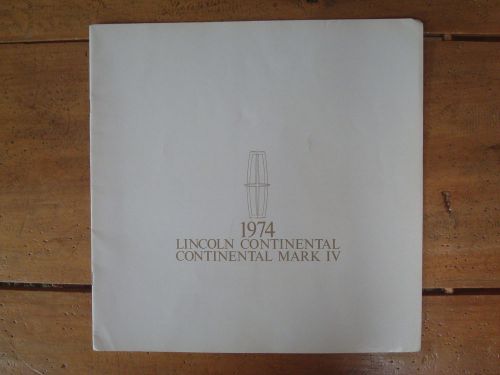 1974
LINCOLN CONTINENTAL
CONTINENTAL MARK IV